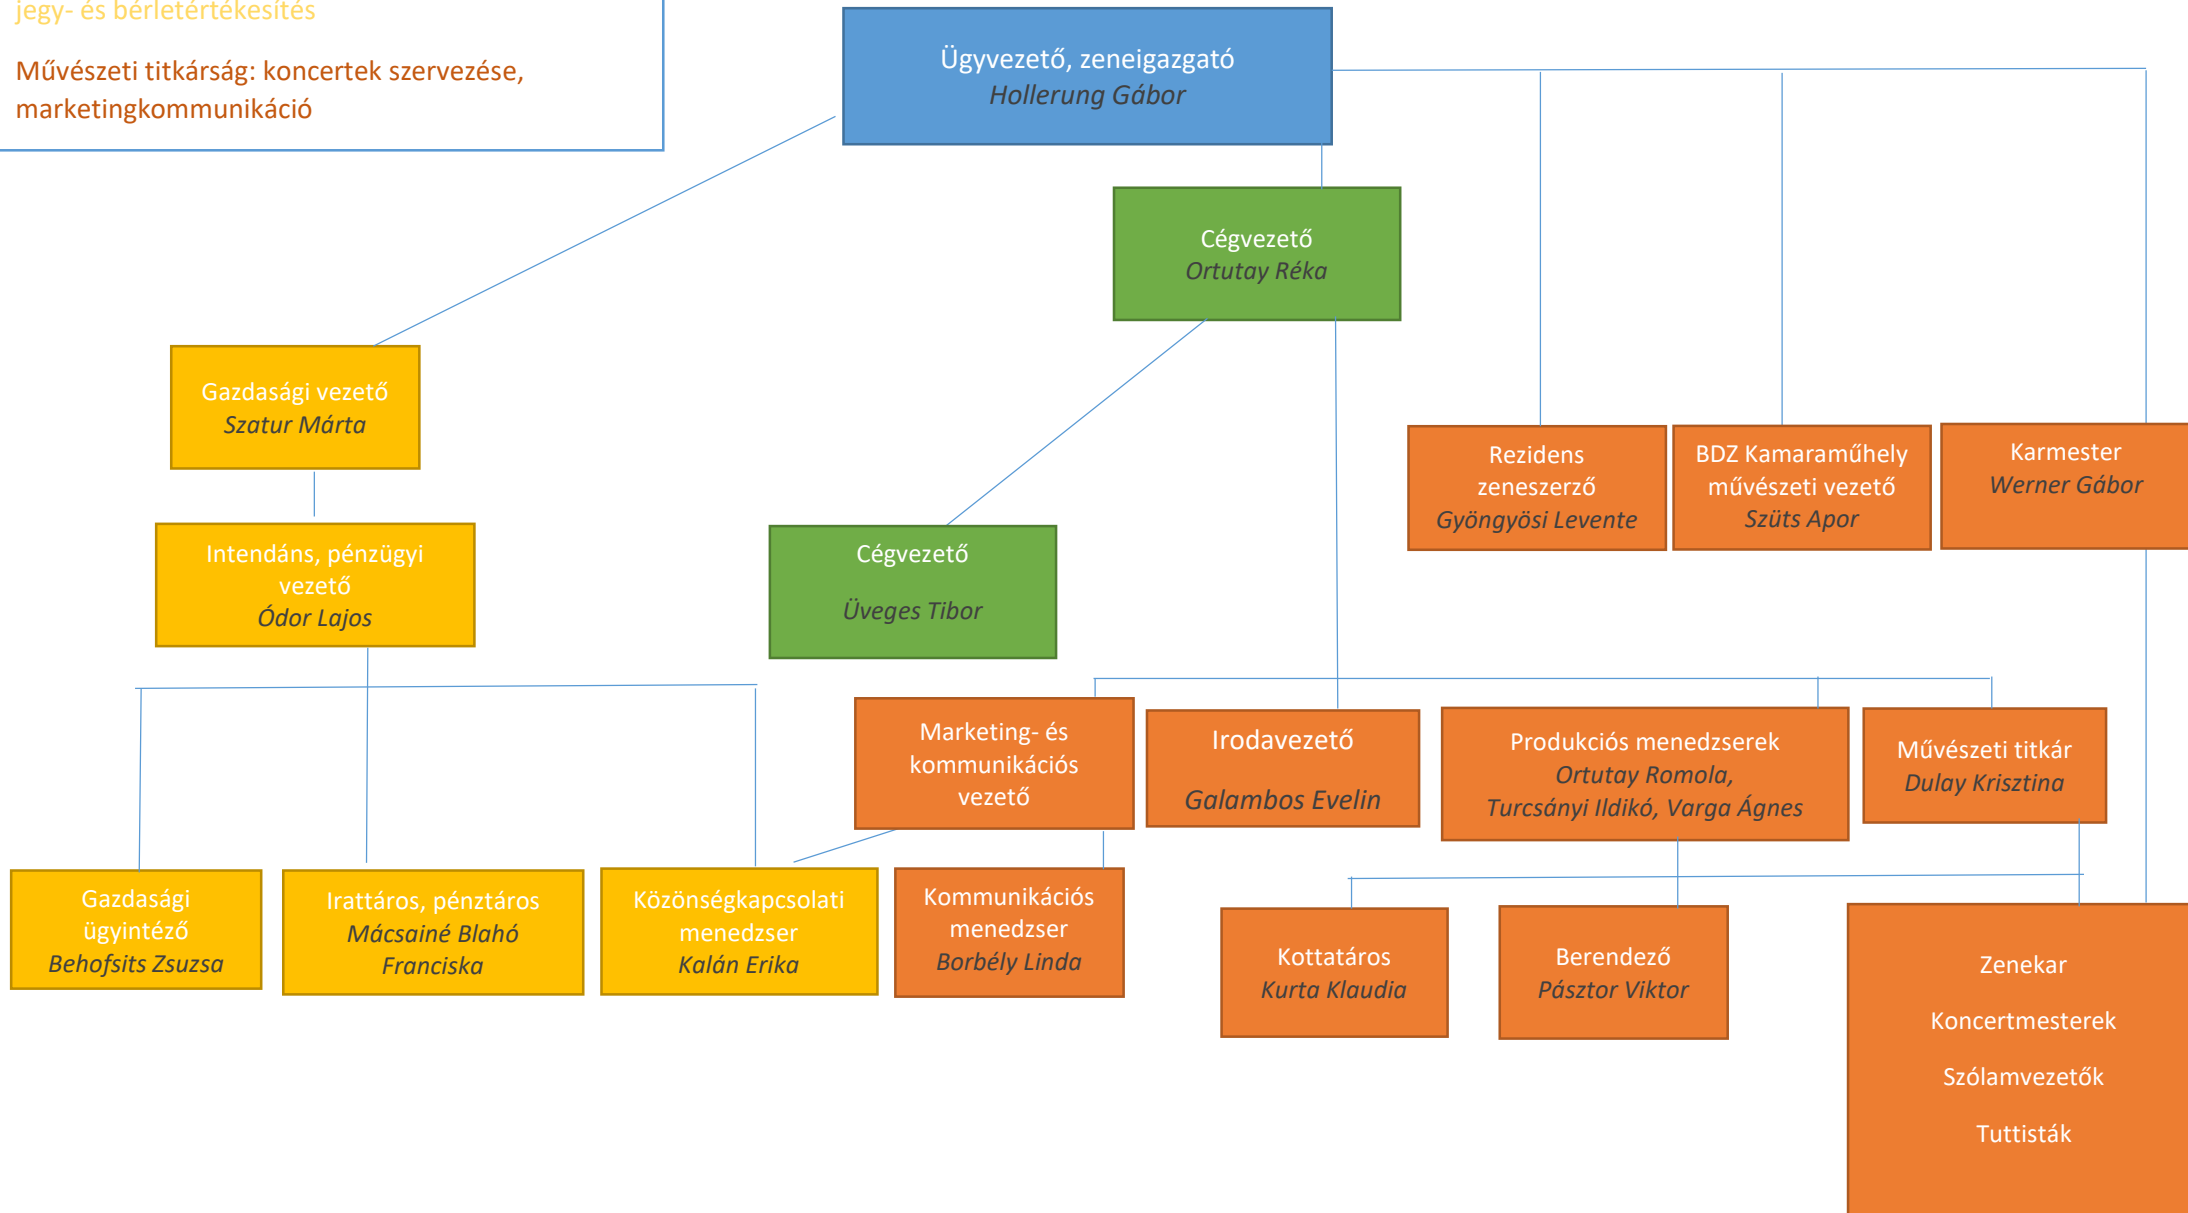 jegy- és bérletértékesítés
Művészeti titkárság: koncertek szervezése,
marketingkommunikáció
Ügyvezető, zeneigazgató
Hollerung Gábor
Cégvezető
Ortutay Réka
Gazdasági vezető
Szatur Márta
Rezidens
zeneszerző
Gyöngyösi Levente
BDZ Kamaraműhely
művészeti vezető
Szüts Apor
Karmester
Werner Gábor
Intendáns, pénzügyi
vezető
Ódor Lajos
Cégvezető
Üveges Tibor
Marketing- és
kommunikációs
vezető
Irodavezető
Galambos Evelin
Produkciós menedzserek
Ortutay Romola,
Turcsányi Ildikó, Varga Ágnes
Művészeti titkár
Dulay Krisztina
Gazdasági
ügyintéző
Behofsits Zsuzsa
Irattáros, pénztáros
Mácsainé Blahó
Franciska
Közönségkapcsolati
menedzser
Kalán Erika
Kommunikációs
menedzser
Borbély Linda
Kottatáros
Kurta Klaudia
Berendező
Pásztor Viktor
Zenekar
Koncertmesterek
Szólamvezetők
Tuttisták